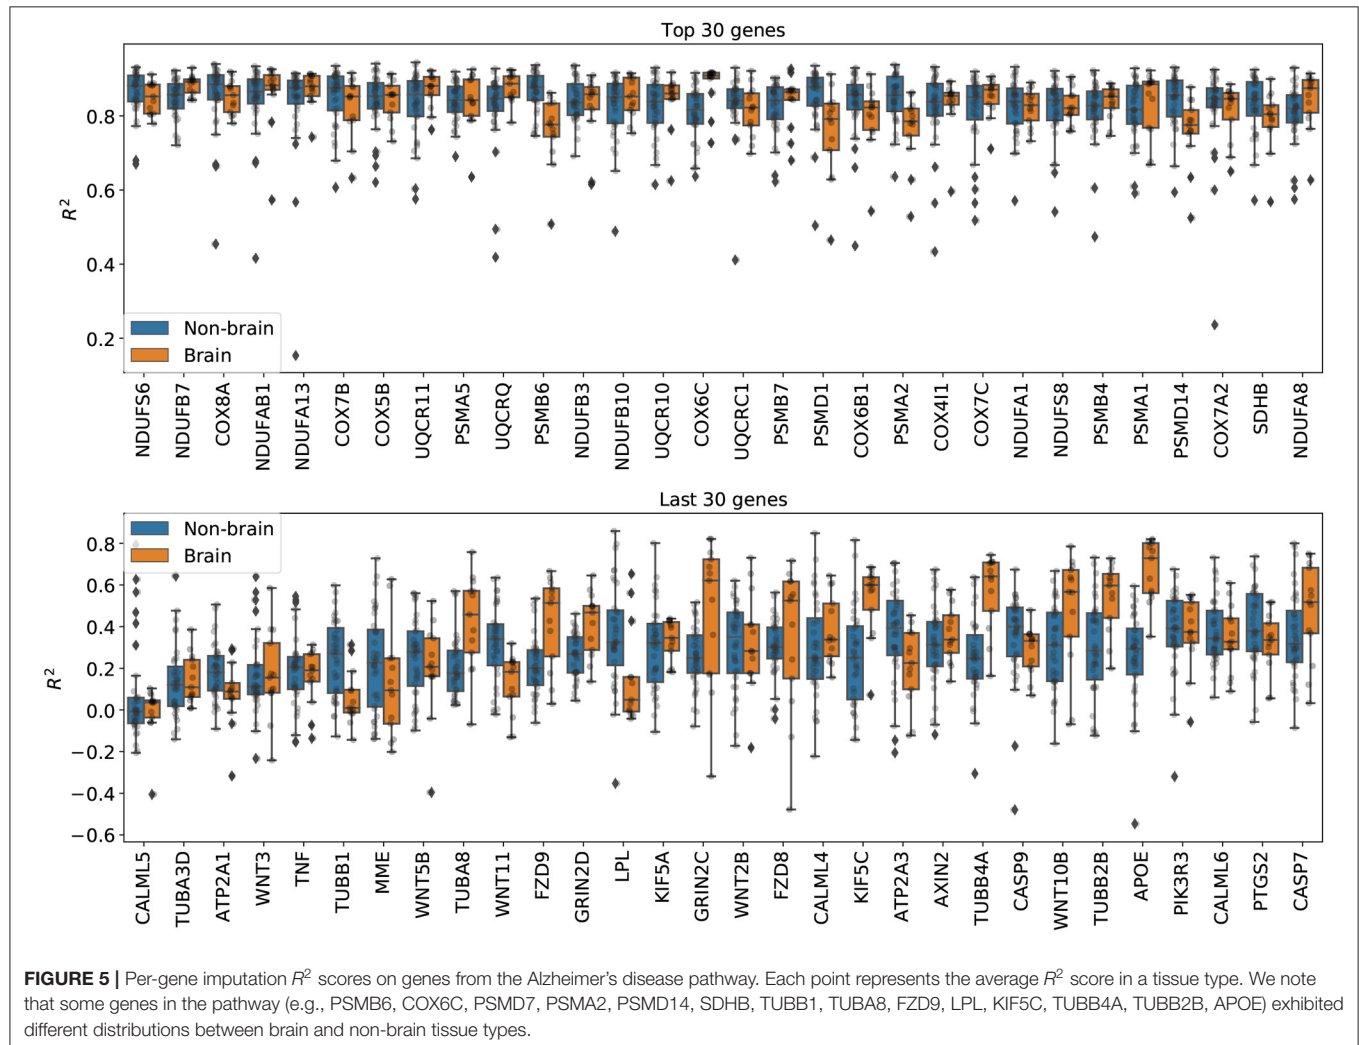 Top 30 genes
R²
0.8
0.6
0.4
0.2
Non-brain
Brain
NDUFS6
NDUFB7
COX8A
NDUFAB1
NDUFA13
COX7B
COX5B
UQCR11
PSMA5
UQCRQ
PSMB6
NDUFB3
NDUFB10
UQCR10
COX6C
UQCRC1
PSMB7
PSMD1
COX6B1
PSMA2
COX4I1
COX7C
NDUFA1
NDUFS8
PSMB4
PSMA1
PSMD14
COX7A2
SDHB
NDUFA8
Last 30 genes
R²
0.8
0.6
0.4
0.2
0.0
−0.2
−0.4
−0.6
Non-brain
Brain
CALML5
TUBA3D
ATP2A1
WNT3
TNF
TUBB1
MME
WNT5B
TUBA8
WNT11
FZD9
GRIN2D
LPL
KIF5A
GRIN2C
WNT2B
FZD8
CALML4
KIF5C
ATP2A3
AXIN2
TUBB4A
CASP9
WNT10B
TUBB2B
APOE
PIK3R3
CALML6
PTGS2
CASP7
FIGURE 5 | Per-gene imputation R² scores on genes from the Alzheimer's disease pathway. Each point represents the average R² score in a tissue type. We note
that some genes in the pathway (e.g., PSMB6, COX6C, PSMD7, PSMA2, PSMD14, SDHB, TUBB1, TUBA8, FZD9, LPL, KIF5C, TUBB4A, TUBB2B, APOE) exhibited
different distributions between brain and non-brain tissue types.